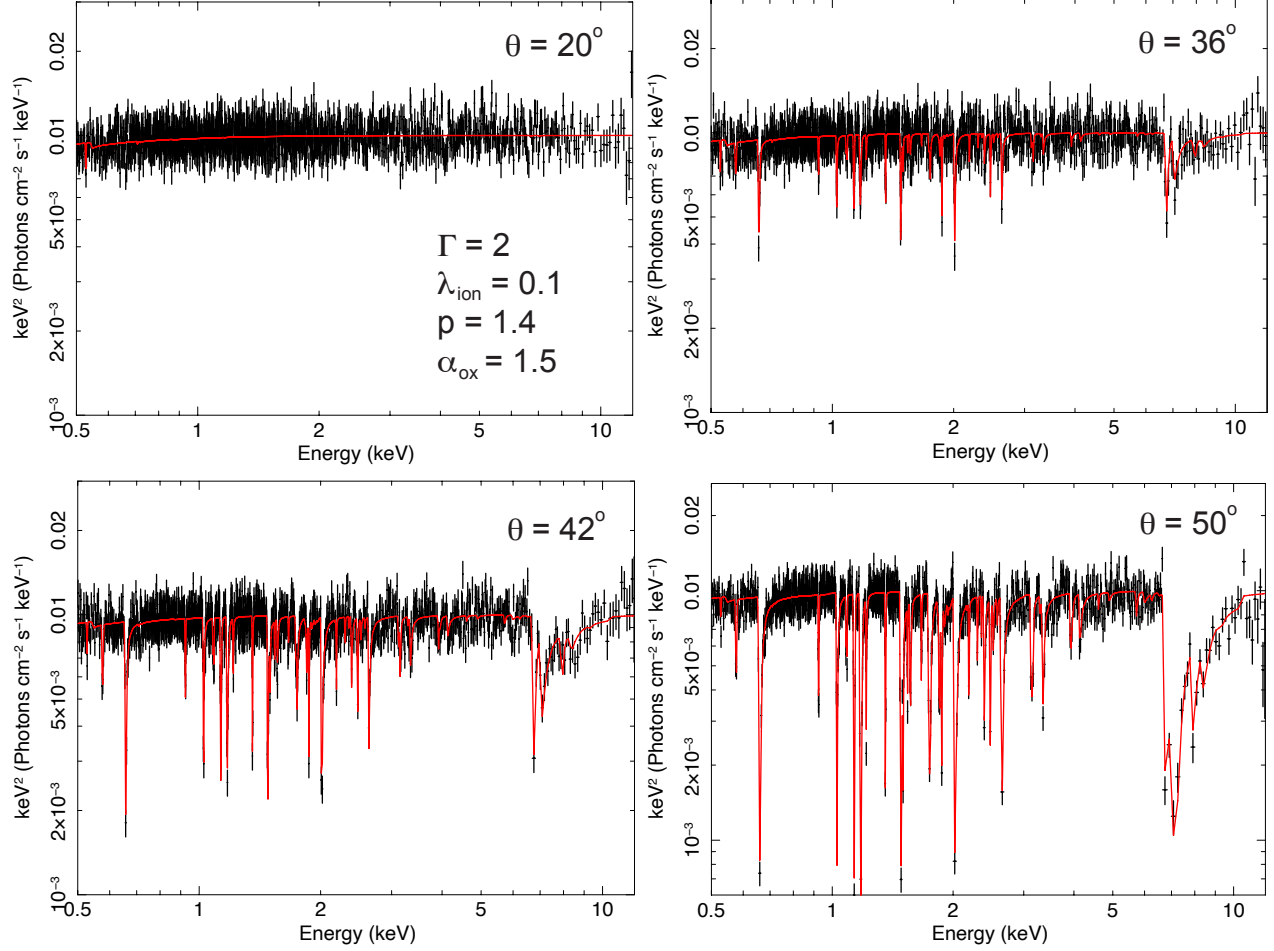 θ = 20°
keV² (Photons cm⁻² s⁻¹ keV⁻¹)
0.02
0.01
5×10⁻³
2×10⁻³
10⁻³
Γ = 2
λion = 0.1
p = 1.4
αox = 1.5
0.5 1 2 5 10
Energy (keV)
θ = 36°
keV² (Photons cm⁻² s⁻¹ keV⁻¹)
0.02
0.01
5×10⁻³
2×10⁻³
10⁻³
0.5 1 2 5 10
Energy (keV)
θ = 42°
keV² (Photons cm⁻² s⁻¹ keV⁻¹)
0.02
0.01
5×10⁻³
2×10⁻³
10⁻³
0.5 1 2 5 10
Energy (keV)
θ = 50°
keV² (Photons cm⁻² s⁻¹ keV⁻¹)
0.02
0.01
5×10⁻³
2×10⁻³
10⁻³
0.5 1 2 5 10
Energy (keV)